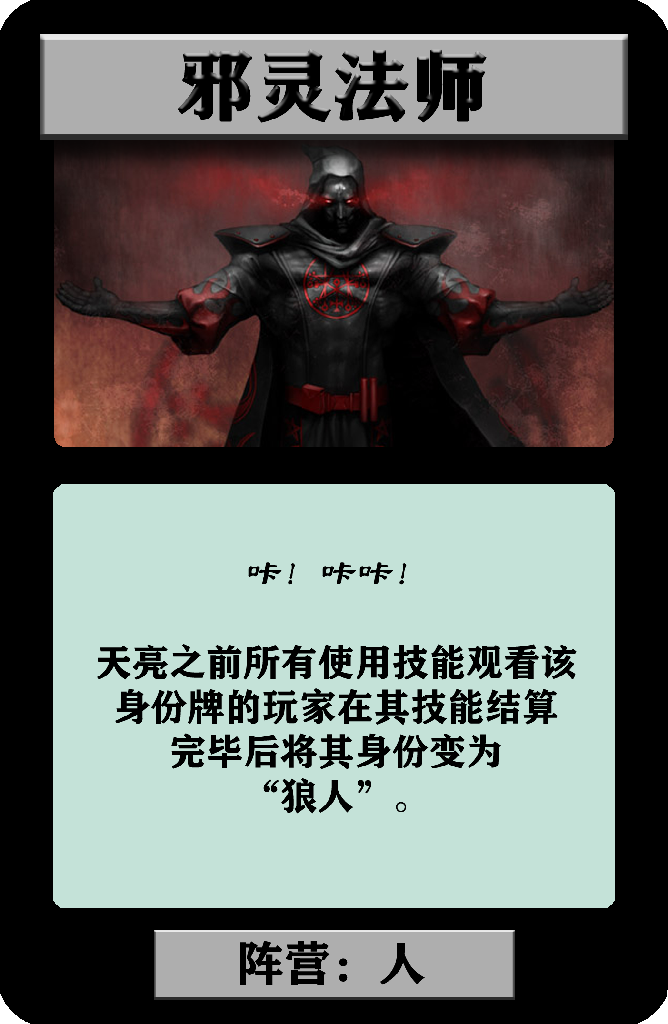 邪灵法师
咔！咔咔！
天亮之前所有使用技能观看该
身份牌的玩家在其技能结算
完毕后将其身份变为
“狼人”。
阵营：人